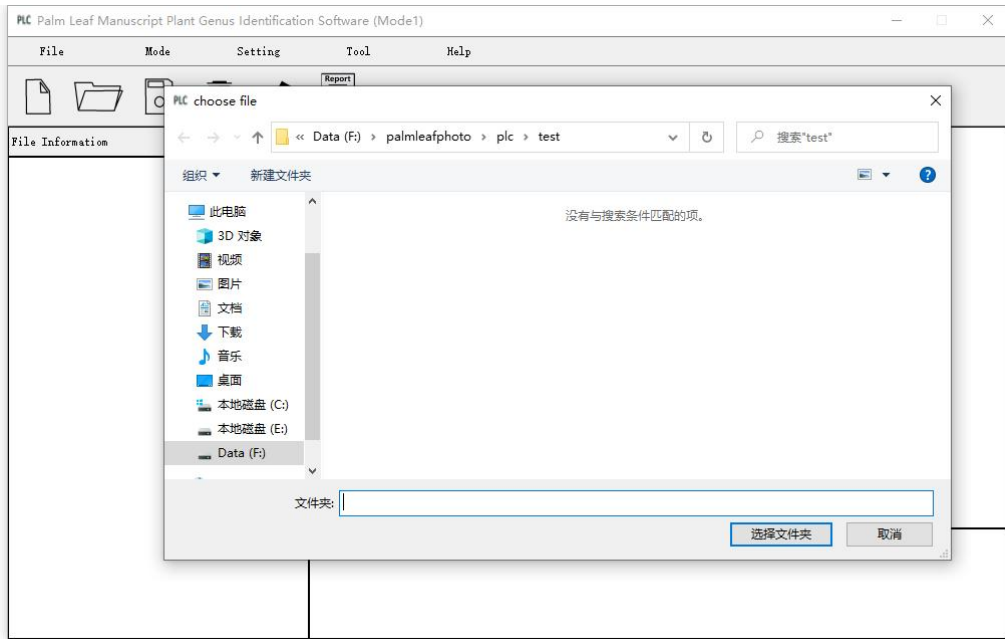 PLC Palm Leaf Manuscript Plant Genus Identification Software (Mode1)
File Mode Setting Tool Help
Report
PLC choose file
« Data (F:) › palmleafphoto › plc › test
搜索"test"
File Informatiom
组织 新建文件夹
此电脑
没有与搜索条件匹配的项。
3D 对象
视频
图片
文档
下载
音乐
桌面
本地磁盘 (C:)
本地磁盘 (E:)
Data (F:)
文件夹:
选择文件夹 取消